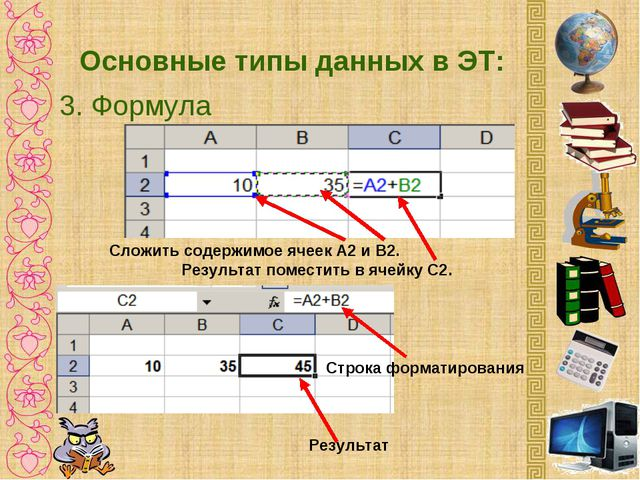 Основные типы данных в ЭТ:
3. Формула
A B C D
1
2 10 35 =A2+B2
3
4
Сложить содержимое ячеек А2 и В2.
Результат поместить в ячейку С2.
C2 fx =A2+B2
A B C D
1
2 10 35 45
3
4
Строка форматирования
Результат